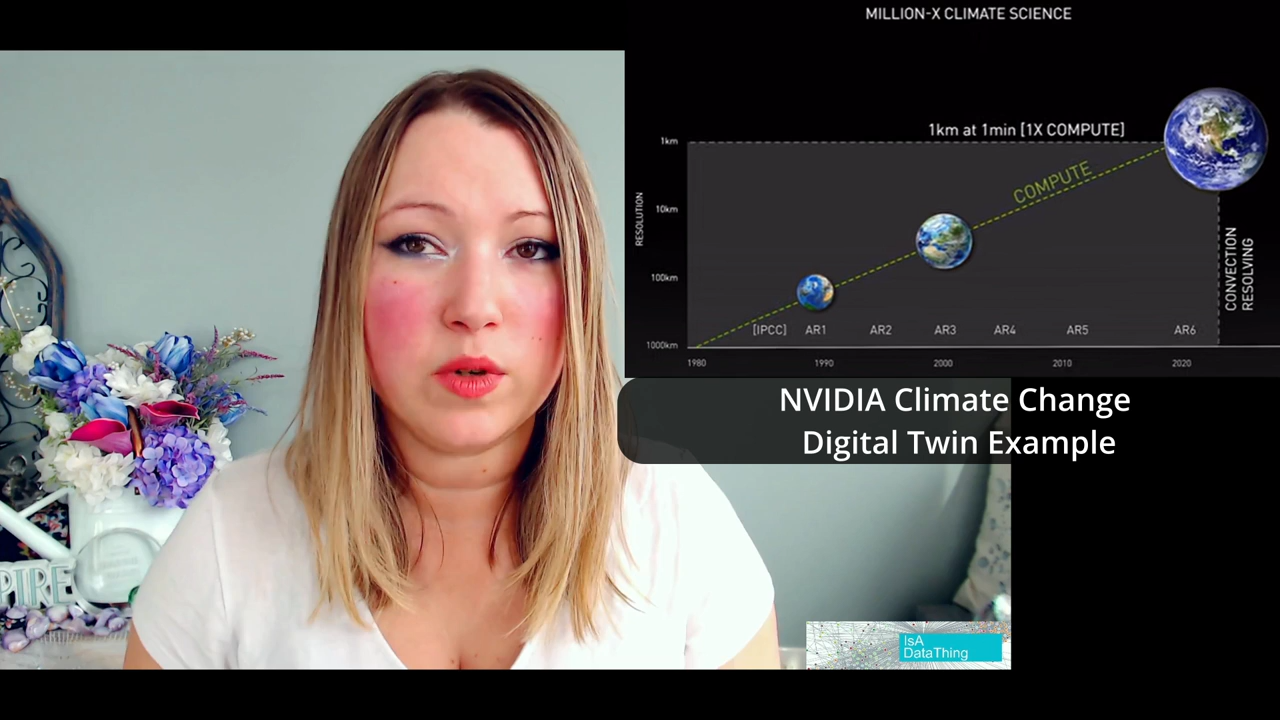 MILLION-X CLIMATE SCIENCE
1km at 1min [1X COMPUTE]
1km
COMPUTE
RESOLUTION
10km
100km
CONVECTION
RESOLVING
[IPCC] AR1 AR2 AR3 AR4 AR5 AR6
1000km
1980 1990 2000 2010 2020
NVIDIA Climate Change
Digital Twin Example
PIRE
IsA
DataThing